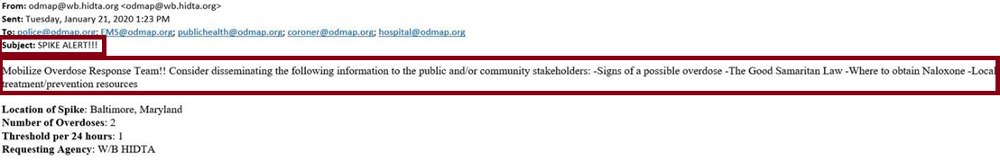 From: odmap@wb.hidta.org <odmap@wb.hidta.org>
Sent: Tuesday, January 21, 2020 1:23 PM
To: police@odmap.org; EMS@odmap.org; publichealth@odmap.org; coroner@odmap.org; hospital@odmap.org
Subject: SPIKE ALERT!!!
Mobilize Overdose Response Team!! Consider disseminating the following information to the public and/or community stakeholders: -Signs of a possible overdose -The Good Samaritan Law -Where to obtain Naloxone -Local
treatment/prevention resources
Location of Spike: Baltimore, Maryland
Number of Overdoses: 2
Threshold per 24 hours: 1
Requesting Agency: W/B HIDTA